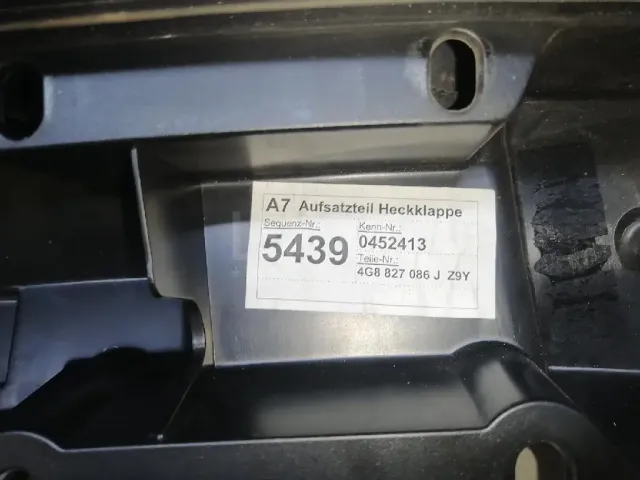 A7 Aufsatzteil Heckklappe
Sequenz-Nr.:
5439
Kenn-Nr.:
0452413
Teile-Nr.:
4G8 827 086 J Z9Y